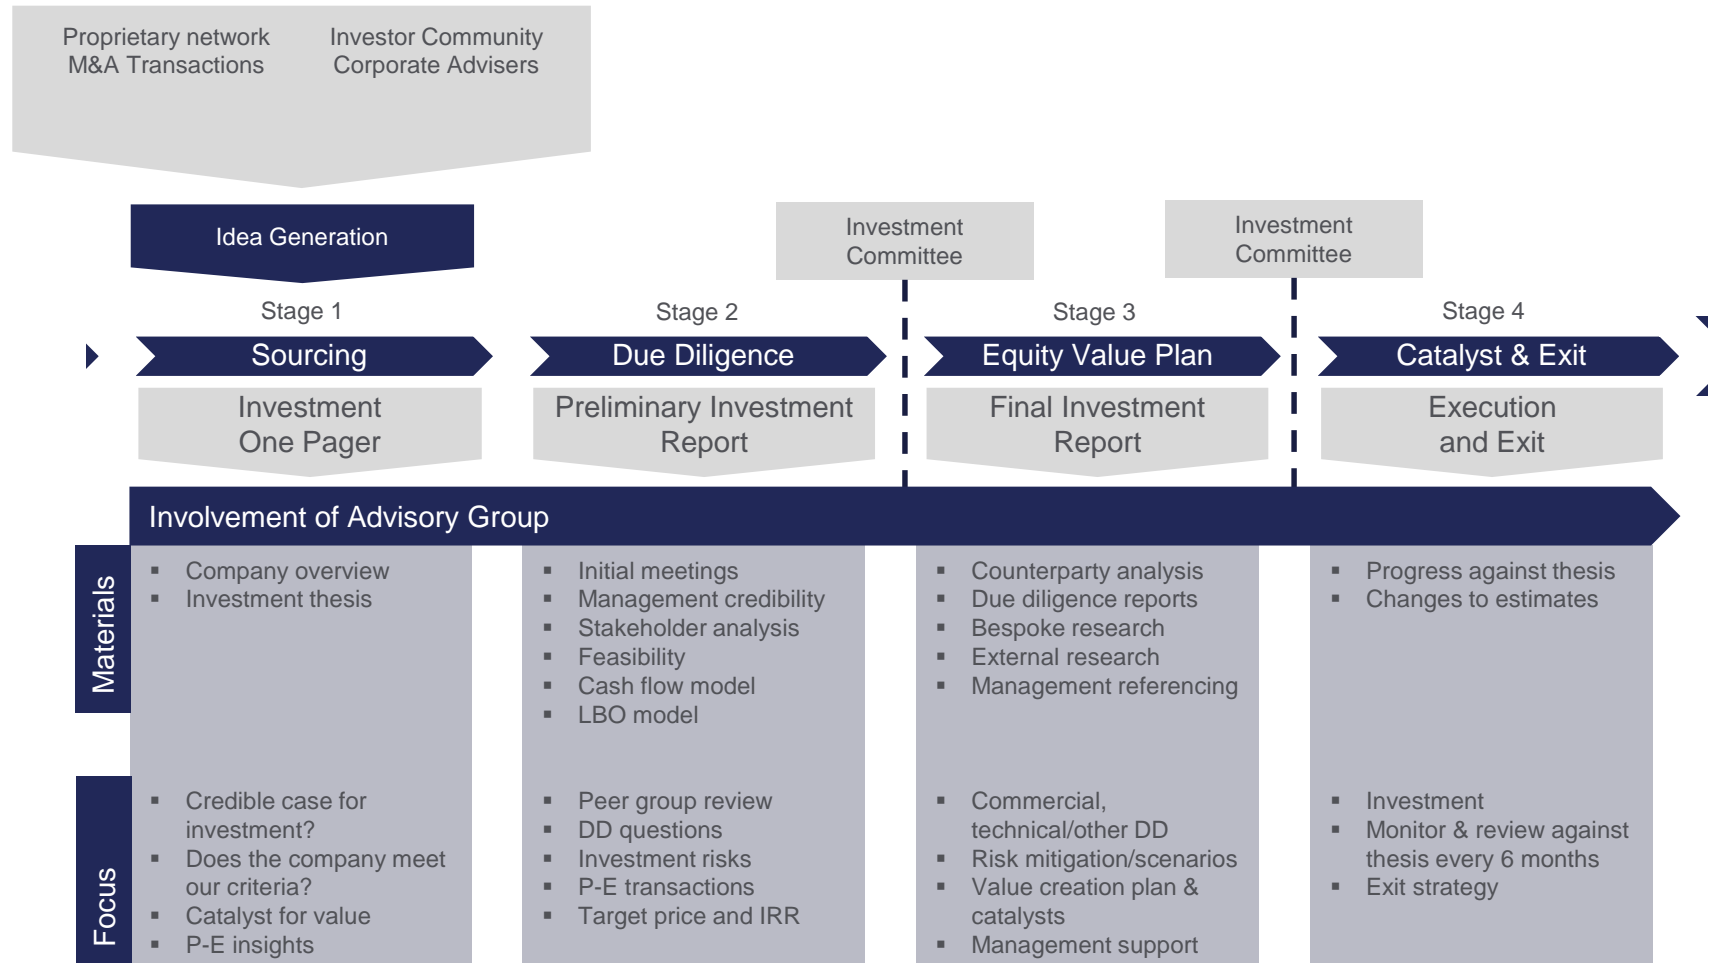 Proprietary network
M&A Transactions
Investor Community
Corporate Advisers
Idea Generation
Investment
Committee
Investment
Committee
Stage 1
Stage 2
Stage 3
Stage 4
Sourcing
Due Diligence
Equity Value Plan
Catalyst & Exit
Investment
One Pager
Preliminary Investment
Report
Final Investment
Report
Execution
and Exit
Involvement of Advisory Group
Materials
▪ Company overview
▪ Investment thesis
▪ Initial meetings
▪ Management credibility
▪ Stakeholder analysis
▪ Feasibility
▪ Cash flow model
▪ LBO model
▪ Counterparty analysis
▪ Due diligence reports
▪ Bespoke research
▪ External research
▪ Management referencing
▪ Progress against thesis
▪ Changes to estimates
Focus
▪ Credible case for
investment?
▪ Does the company meet
our criteria?
▪ Catalyst for value
▪ P-E insights
▪ Peer group review
▪ DD questions
▪ Investment risks
▪ P-E transactions
▪ Target price and IRR
▪ Commercial,
technical/other DD
▪ Risk mitigation/scenarios
▪ Value creation plan &
catalysts
▪ Management support
▪ Investment
▪ Monitor & review against
thesis every 6 months
▪ Exit strategy